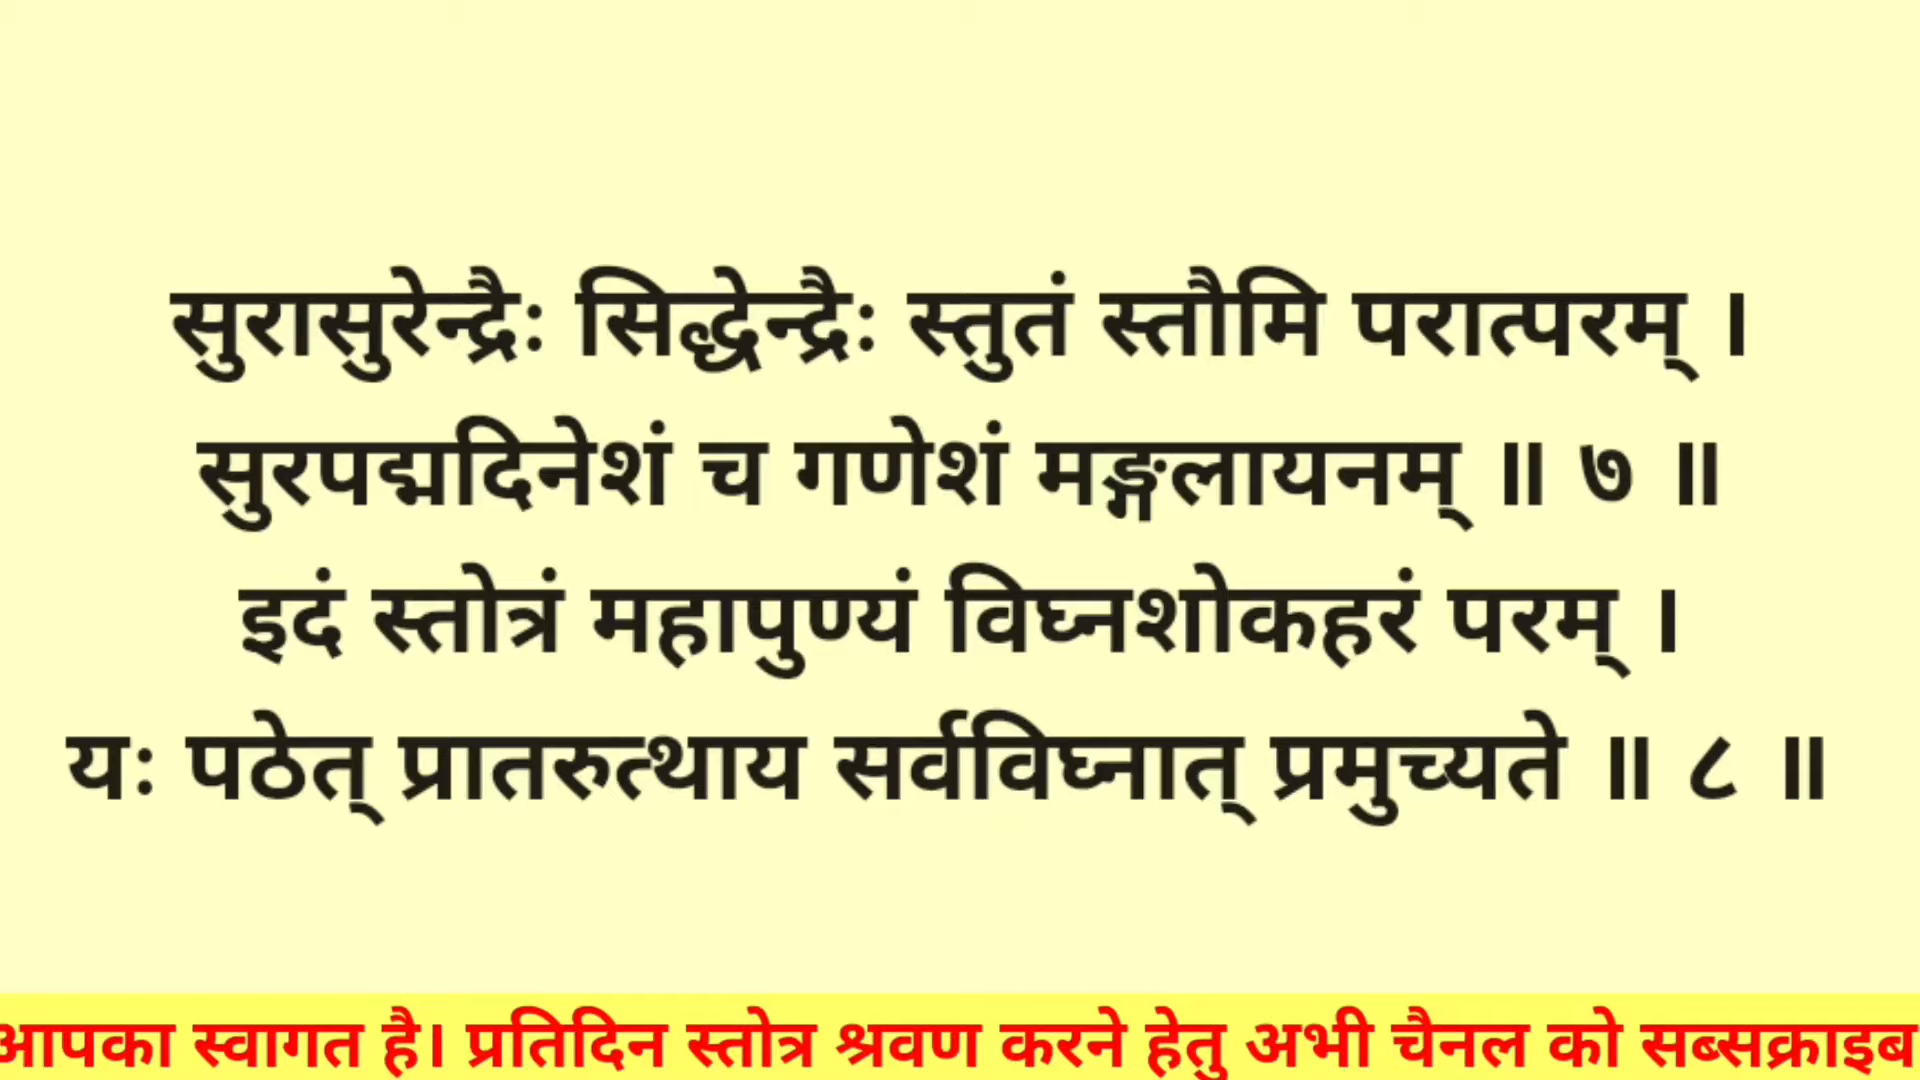 सुरासुरेन्द्रैः सिद्धेन्द्रैः स्तुतं स्तौमि परात्परम् ।
सुरपद्मदिनेशं च गणेशं मङ्गलायनम् ॥ ७ ॥
इदं स्तोत्रं महापुण्यं विघ्नशोकहरं परम् ।
यः पठेत् प्रातरुत्थाय सर्वविघ्नात् प्रमुच्यते ॥ ८ ॥
आपका स्वागत है। प्रतिदिन स्तोत्र श्रवण करने हेतु अभी चैनल को सब्सक्राइब